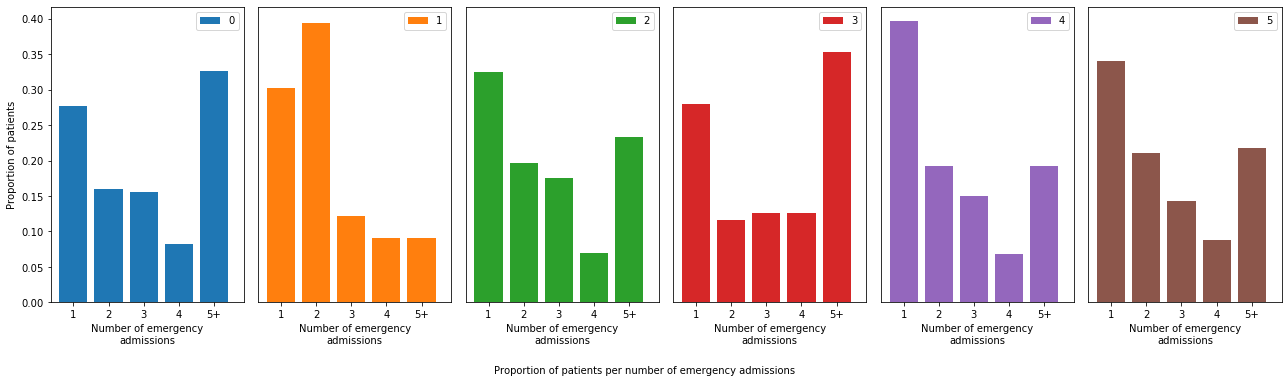 0.40
0.35
0.30
0.25
0.20
0.15
0.10
0.05
0.00
Proportion of patients
0
1 2 3 4 5+
Number of emergency
admissions
1
1 2 3 4 5+
Number of emergency
admissions
2
1 2 3 4 5+
Number of emergency
admissions
3
1 2 3 4 5+
Number of emergency
admissions
4
1 2 3 4 5+
Number of emergency
admissions
5
1 2 3 4 5+
Number of emergency
admissions
Proportion of patients per number of emergency admissions